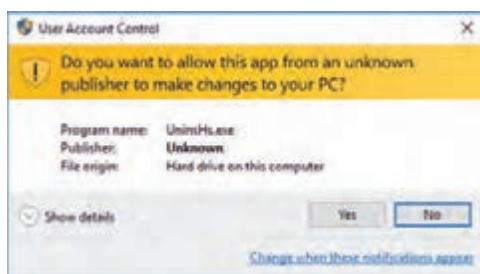 User Account Control
Do you want to allow this app from an unknown
publisher to make changes to your PC?
Program name: UninsHs.exe
Publisher: Unknown
File origin: Hard drive on this computer
Show details
Yes
No
Change when these notifications appear